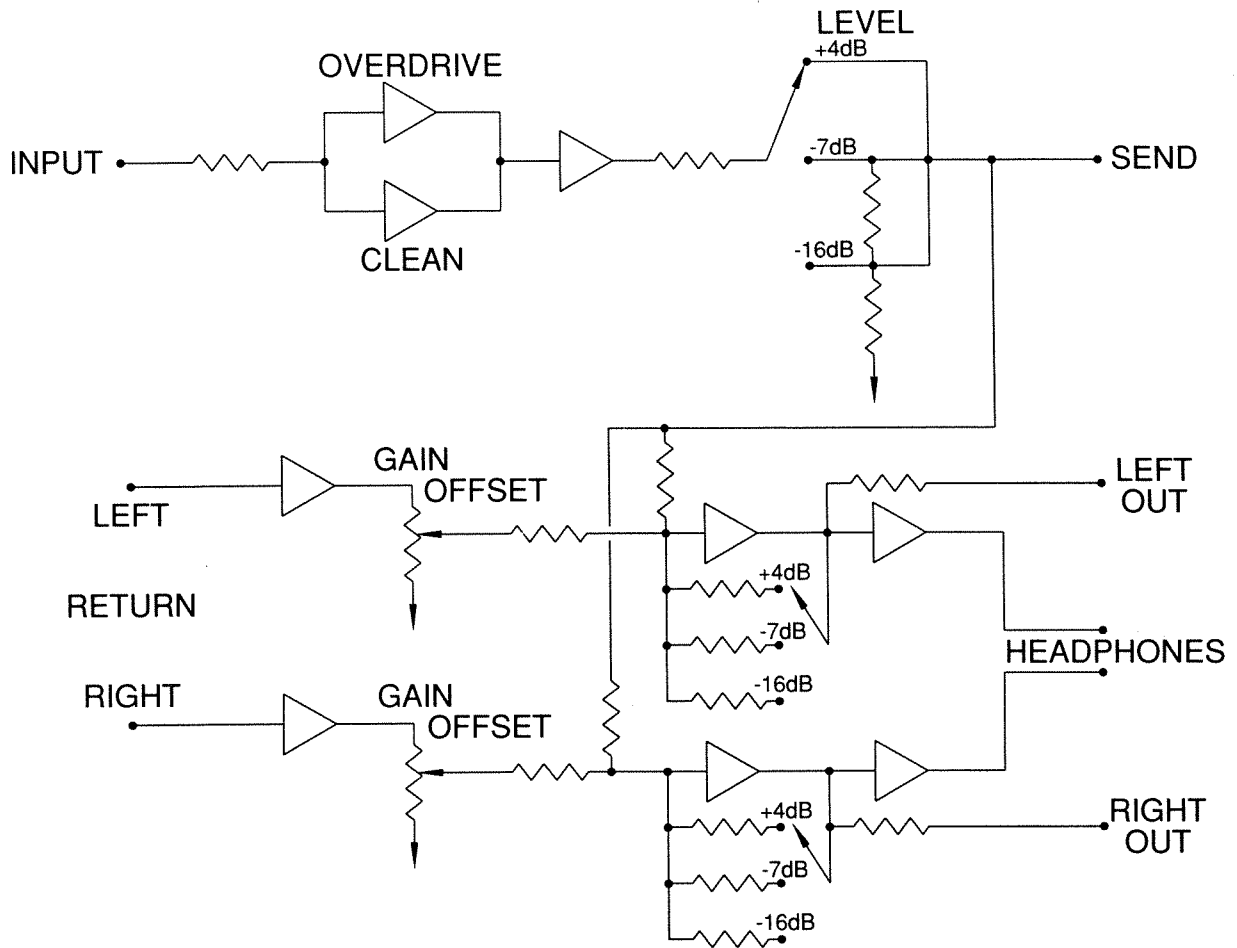 LEVEL
+4dB
OVERDRIVE
INPUT
-7dB
SEND
CLEAN
-16dB
GAIN
OFFSET
LEFT
LEFT
OUT
+4dB
RETURN
-7dB
HEADPHONES
-16dB
RIGHT
GAIN
OFFSET
+4dB
RIGHT
OUT
-7dB
-16dB